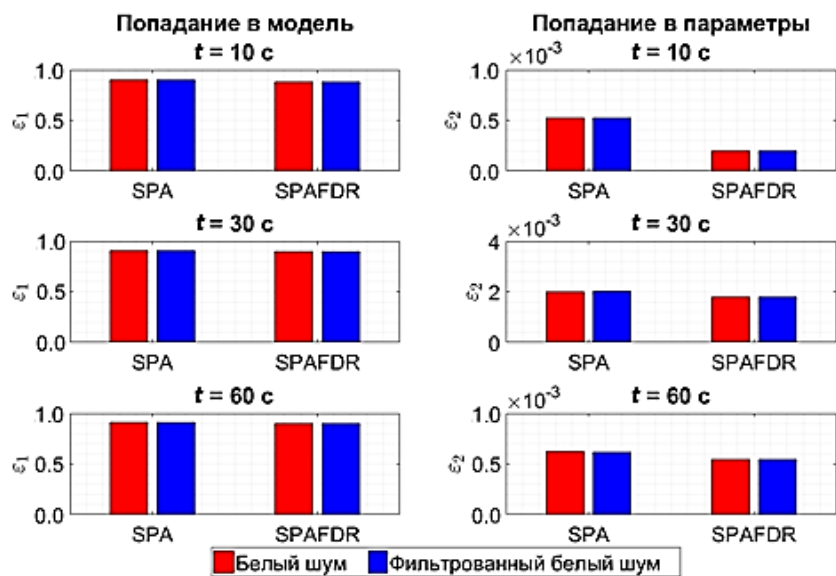 Попадание в модель
t = 10 с
ε1
1.0
0.5
0.0
SPA
SPAFDR
t = 30 с
ε1
1.0
0.5
0.0
SPA
SPAFDR
t = 60 с
ε1
1.0
0.5
0.0
SPA
SPAFDR
Попадание в параметры
×10^-3
t = 10 с
ε2
1.0
0.5
0.0
SPA
SPAFDR
×10^-3
t = 30 с
ε2
4
2
0
SPA
SPAFDR
×10^-3
t = 60 с
ε2
1.0
0.5
0.0
SPA
SPAFDR
Белый шум
Фильтрованный белый шум